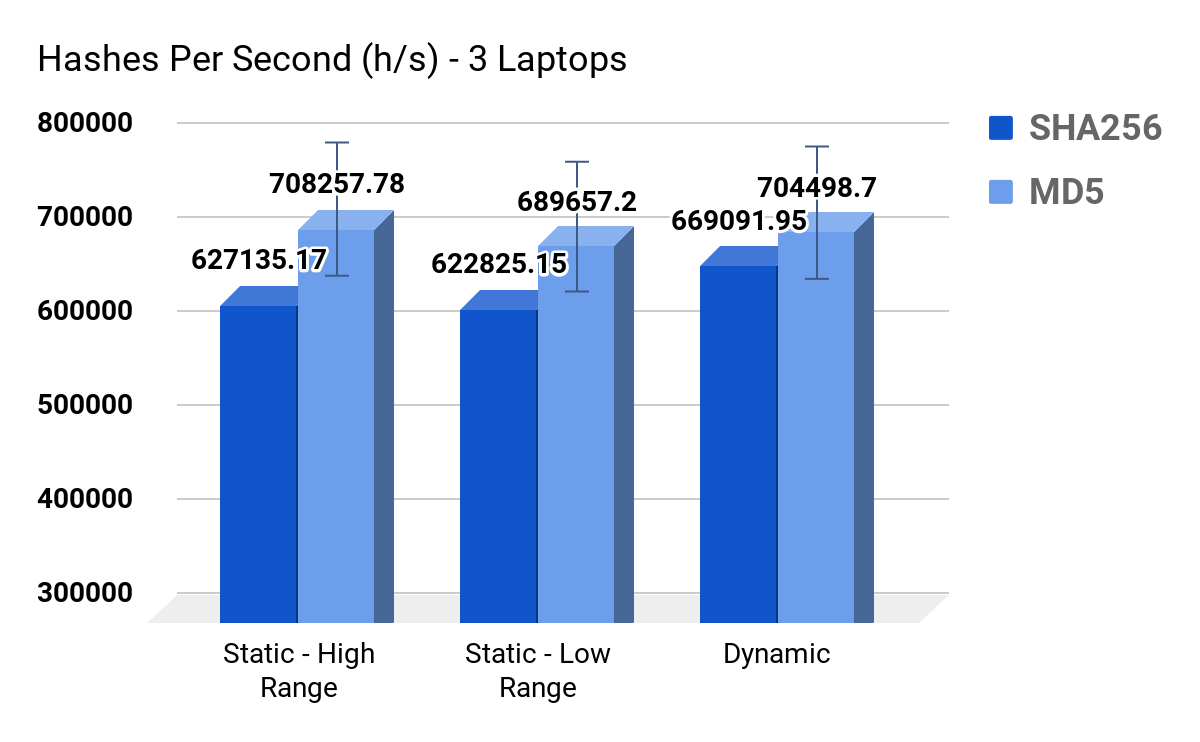 Hashes Per Second (h/s) - 3 Laptops
800000
700000
600000
500000
400000
300000
708257.78
627135.17
689657.2
622825.15
704498.7
669091.95
Static - High
Range
Static - Low
Range
Dynamic
SHA256
MD5